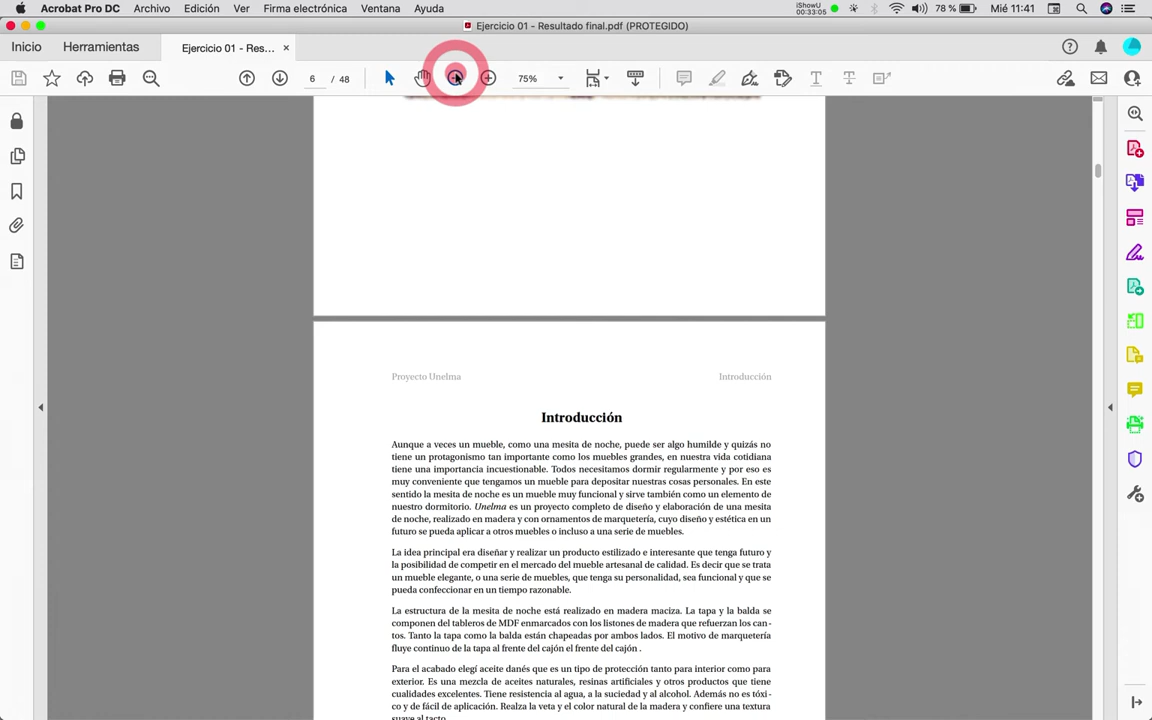 Acrobat Pro DC Archivo Edición Ver Firma electrónica Ventana Ayuda iShowU 00:33:05 78 % Mié 11:41
Ejercicio 01 - Resultado final.pdf (PROTEGIDO)
Inicio Herramientas Ejercicio 01 - Res... ×
6 / 48 75%
Proyecto Unelma Introducción
Introducción
Aunque a veces un mueble, como una mesita de noche, puede ser algo humilde y quizás no
tiene un protagonismo tan importante como los muebles grandes, en nuestra vida cotidiana
tiene una importancia incuestionable. Todos necesitamos dormir regularmente y por eso es
muy conveniente que tengamos un mueble para depositar nuestras cosas personales. En este
sentido la mesita de noche es un mueble muy funcional y sirve también como un elemento de
nuestro dormitorio. Unelma es un proyecto completo de diseño y elaboración de una mesita
de noche, realizado en madera y con ornamentos de marquetería, cuyo diseño y estética en un
futuro se pueda aplicar a otros muebles o incluso a una serie de muebles.
La idea principal era diseñar y realizar un producto estilizado e interesante que tenga futuro y
la posibilidad de competir en el mercado del mueble artesanal de calidad. Es decir que se trata
un mueble elegante, o una serie de muebles, que tenga su personalidad, sea funcional y que se
pueda confeccionar en un tiempo razonable.
La estructura de la mesita de noche está realizado en madera maciza. La tapa y la balda se
componen del tableros de MDF enmarcados con los listones de madera que refuerzan los can-
tos. Tanto la tapa como la balda están chapeadas por ambos lados. El motivo de marquetería
fluye continuo de la tapa al frente del cajón el frente del cajón .
Para el acabado elegí aceite danés que es un tipo de protección tanto para interior como para
exterior. Es una mezcla de aceites naturales, resinas artificiales y otros productos que tiene
cualidades excelentes. Tiene resistencia al agua, a la suciedad y al alcohol. Además no es tóxi-
co y de fácil de aplicación. Realza la veta y el color natural de la madera y confiere una textura
suave al tacto.